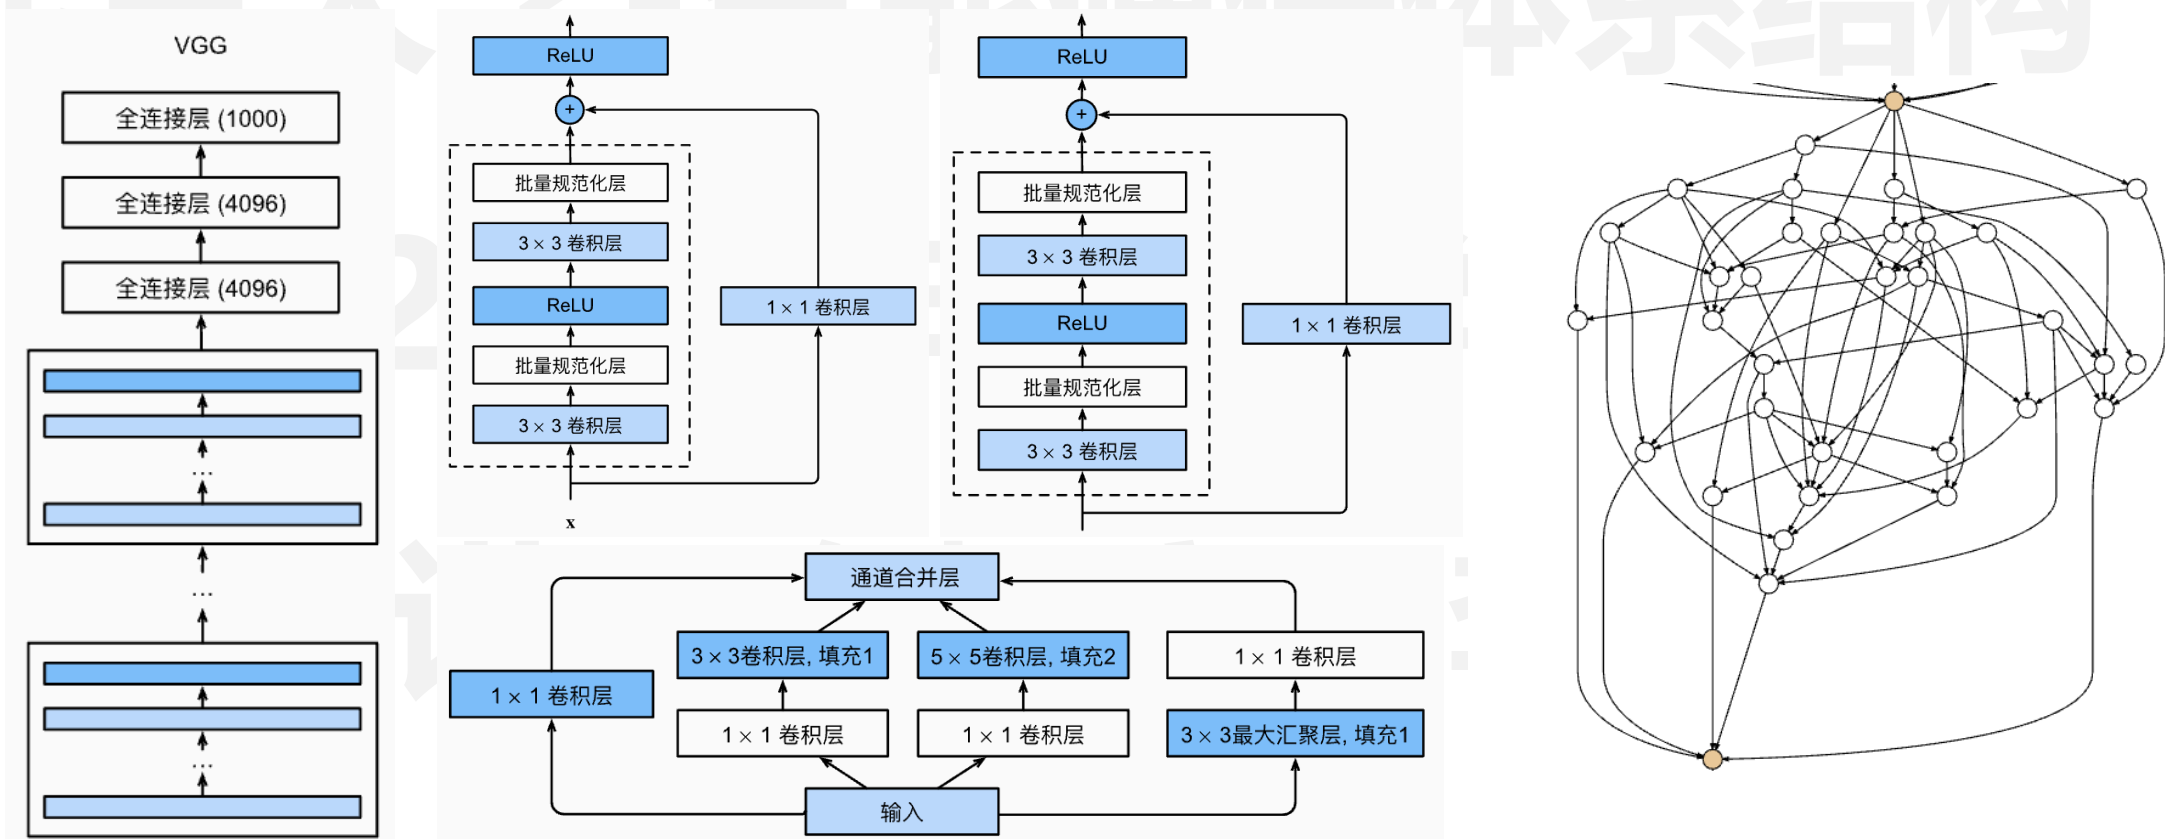 VGG
全连接层 (1000)
全连接层 (4096)
全连接层 (4096)
...
...
...
ReLU
+
批量规范化层
3 × 3 卷积层
ReLU
批量规范化层
3 × 3 卷积层
1 × 1 卷积层
x
ReLU
+
批量规范化层
3 × 3 卷积层
ReLU
批量规范化层
3 × 3 卷积层
1 × 1 卷积层
通道合并层
3 × 3卷积层, 填充1
5 × 5卷积层, 填充2
1 × 1 卷积层
1 × 1 卷积层
1 × 1 卷积层
1 × 1 卷积层
3 × 3最大汇聚层, 填充1
输入
体系结构